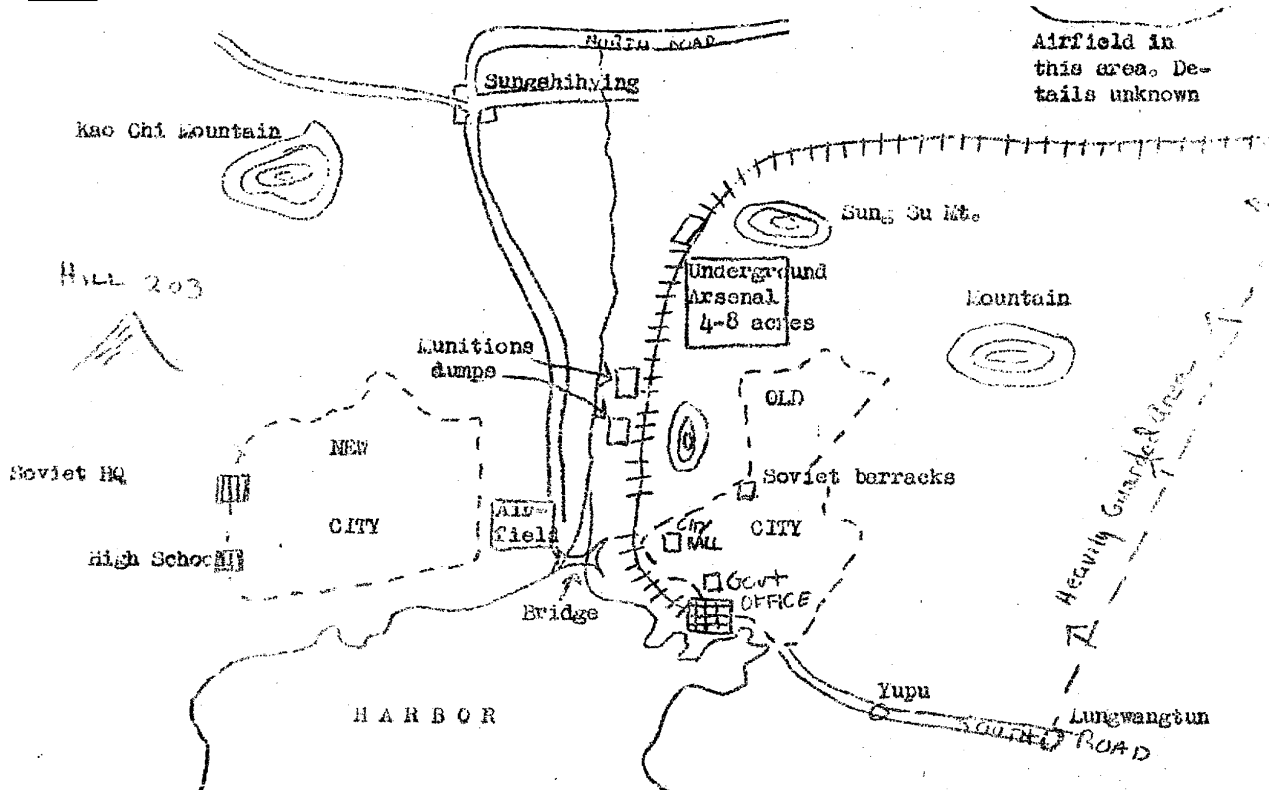 NORTH ROAD
Airfield in
this area. De-
tails unknown
Sungshihying
Kao Chi Mountain
Sung Su Mt.
HILL 203
Underground
Arsenal
4-8 acres
Mountain
Munitions
dumps
OLD
NEW
Soviet HQ
Soviet barracks
Heavily Guarded Area
Air-
field
CITY
CITY
CITY
HALL
High School
Gov't
OFFICE
Bridge
Yupu
HARBOR
Lungwangtun
SOUTH ROAD